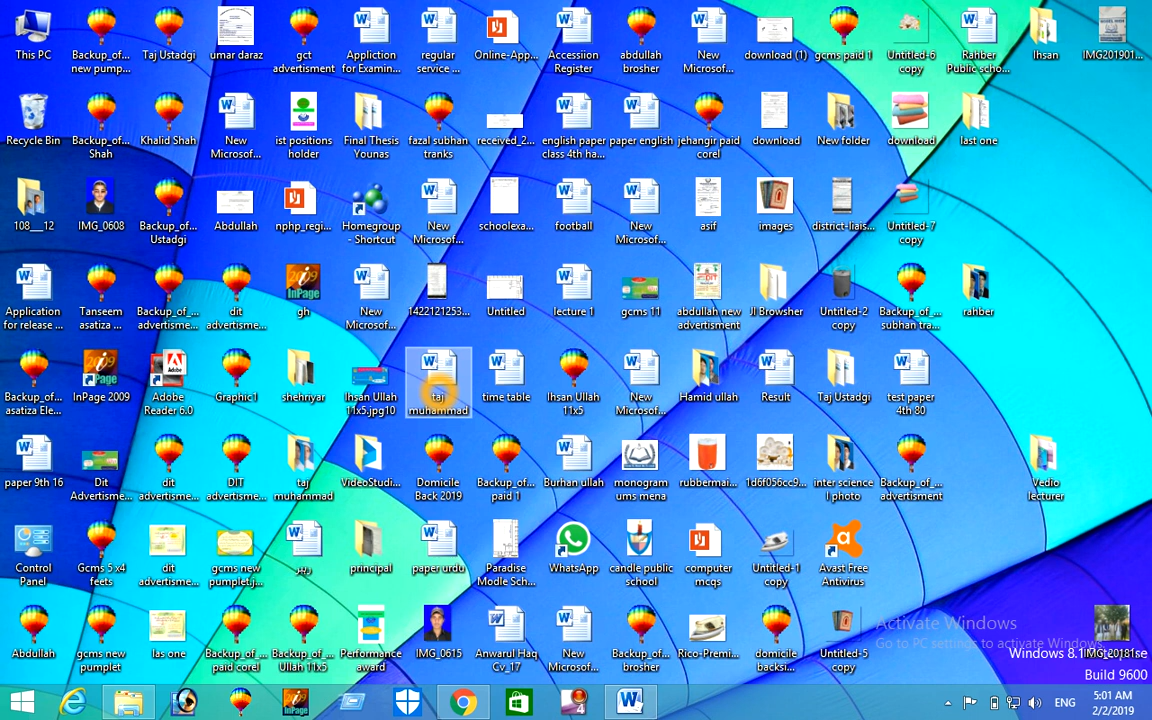 This PC
Backup_of_
new pump...
Taj Ustadgi
umar daraz
gct
advertisment
Appliction
for Examin...
regular
service ...
Online-App...
Accession
Register
abdullah
brosher
New
Microsof...
download (1)
gcms paid 1
Untitled-6
copy
Rahber
Public scho...
Ihsan
IMG201901...
Recycle Bin
Backup_of...
Shah
Khalid Shah
New
Microsof...
ist positions
holder
Final Thesis
Younas
fazal subhan
tranks
received_2...
english paper
class 4th ha...
paper english
jehangir paid
corel
download
New folder
download
last one
108___12
IMG_0608
Backup_of...
Ustadgi
Abdullah
nphp_regi...
Homegroup
- Shortcut
New
Microsof...
schoolexa...
football
New
Microsof...
asif
images
district-liais...
Untitled-7
copy
Application
for release ...
Tanseem
asatiza ...
Backup_of_...
advertisme...
dit
advertisme...
2009
InPage
gh
New
Microsof...
1422121253...
Untitled
lecture 1
gcms 11
abdullah new
advertisment
JI Browsher
Untitled-2
copy
Backup_of_
subhan tra...
rahber
Backup_of...
asatiza Ele...
InPage 2009
Adobe
Reader 6.0
Graphic1
shehriyar
Ihsan Ullah
11x5.jpg10
taj
muhammad
time table
Ihsan Ullah
11x5
New
Microsof...
Hamid ullah
Result
Taj Ustadgi
test paper
4th 80
paper 9th 16
Dit
Advertisme...
dit
advertisme...
DIT
advertisme...
taj
muhammad
VideoStudi...
Domicile
Back 2019
Backup_of...
paid 1
Burhan ullah
monogram
ums mena
rubbermai...
1d6f056cc9...
inter science
l photo
Backup_of_
advertisment
Vedio
lecturer
Control
Panel
Gcms 5 x4
feets
dit
advertisme...
gcms new
pumplet.j...
principal
paper urdu
Paradise
Modle Sch...
WhatsApp
candle public
school
computer
mcqs
Untitled-1
copy
Avast Free
Antivirus
Abdullah
gcms new
pumplet
las one
Backup_of_
paid corel
Backup_of_
Ullah 11x5
Performance
award
IMG_0615
Anwarul Haq
Cv_17
New
Microsof...
Backup_of...
brosher
Rico-Premi...
domicile
backsi...
Untitled-5
copy
Activate Windows
Go to PC settings to activate Windows
IMG_20181
Windows 8.1
Build 9600
ENG
5:01 AM
2/2/2019